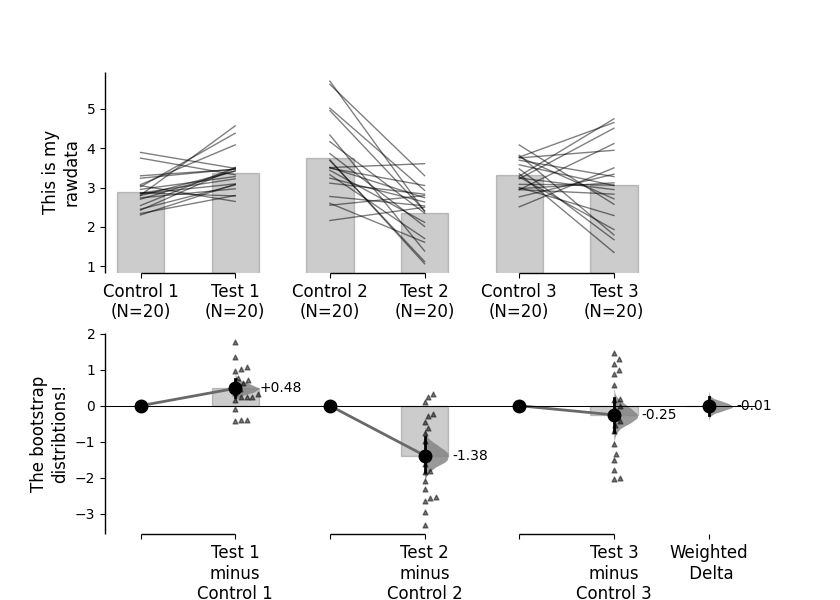 This is my
rawdata
5
4
3
2
1
Control 1
(N=20)
Test 1
(N=20)
Control 2
(N=20)
Test 2
(N=20)
Control 3
(N=20)
Test 3
(N=20)
The bootstrap
distribtions!
2
1
0
−1
−2
−3
+0.48
-1.38
-0.25
-0.01
Test 1
minus
Control 1
Test 2
minus
Control 2
Test 3
minus
Control 3
Weighted
Delta